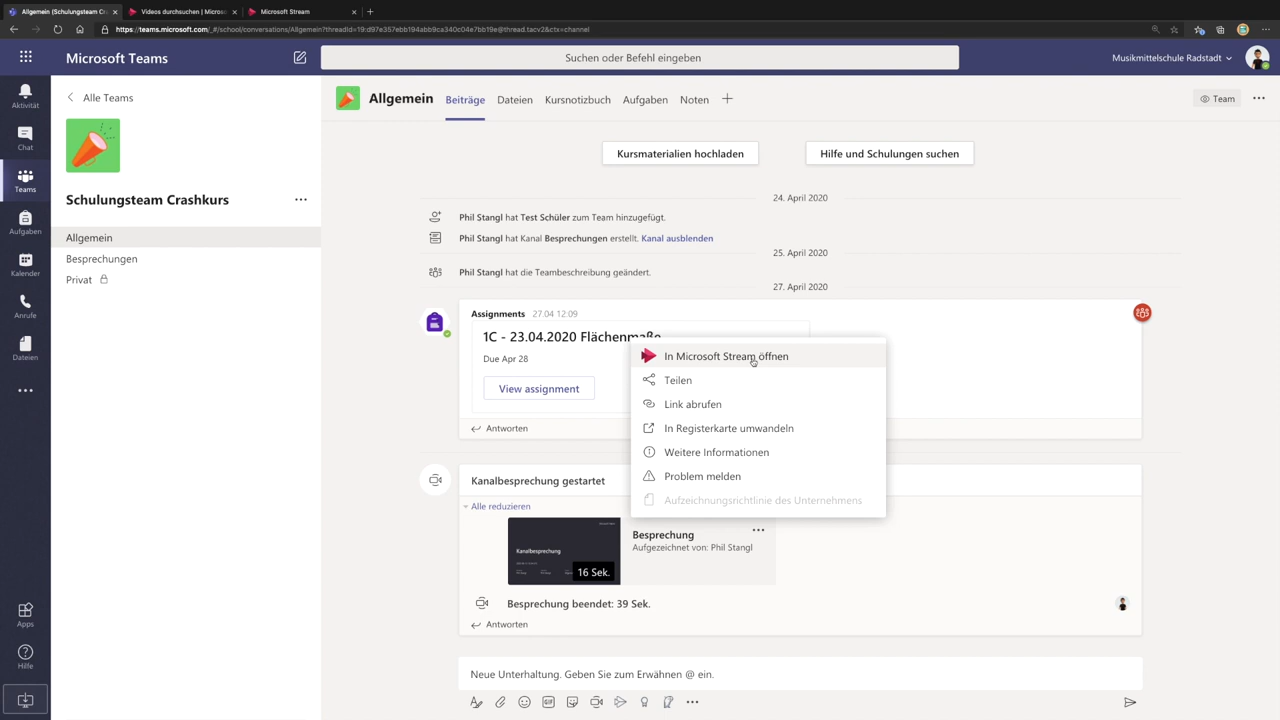 Allgemein (Schulungsteam Cr
Videos durchsuchen | Micros
Microsoft Stream
https://teams.microsoft.com/_#/school/conversations/Allgemein?threadId=19:d97e357ebb194abb9ca340c04e7bb19e@thread.tacv2&ctx=channel
Microsoft Teams
Suchen oder Befehl eingeben
Musikmittelschule Radstadt
Aktivität
Chat
Teams
Aufgaben
Kalender
Anrufe
Dateien
Apps
Hilfe
Alle Teams
Schulungsteam Crashkurs
Allgemein
Besprechungen
Privat
Allgemein Beiträge Dateien Kursnotizbuch Aufgaben Noten
Team
Kursmaterialien hochladen
Hilfe und Schulungen suchen
24. April 2020
Phil Stangl hat Test Schüler zum Team hinzugefügt.
Phil Stangl hat Kanal Besprechungen erstellt. Kanal ausblenden
25. April 2020
Phil Stangl hat die Teambeschreibung geändert.
27. April 2020
Assignments 27.04 12:09
1C - 23.04.2020 Flächenmaße
Due Apr 28
View assignment
Antworten
In Microsoft Stream öffnen
Teilen
Link abrufen
In Registerkarte umwandeln
Weitere Informationen
Problem melden
Aufzeichnungsrichtlinie des Unternehmens
Kanalbesprechung gestartet
Alle reduzieren
Kanalbesprechung
16 Sek.
Besprechung
Aufgezeichnet von: Phil Stangl
Besprechung beendet: 39 Sek.
Antworten
Neue Unterhaltung. Geben Sie zum Erwähnen @ ein.
GIF